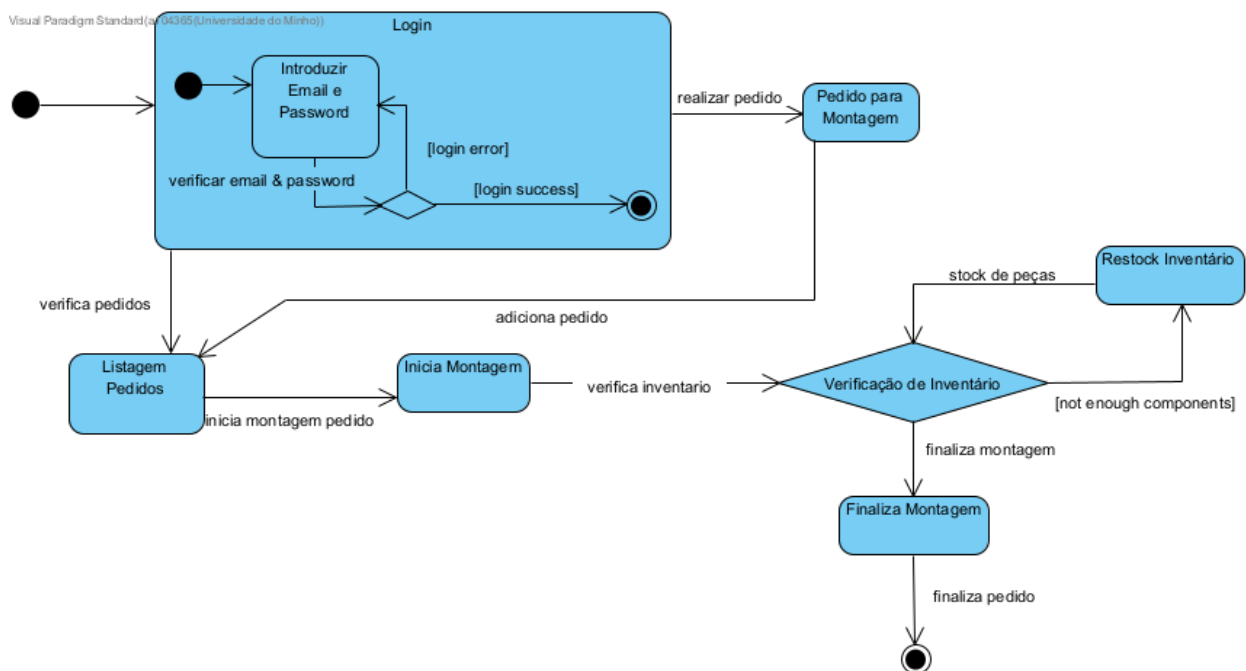 Visual Paradigm Standard(a104365(Universidade do Minho))
Login
Introduzir
Email e
Password
realizar pedido
Pedido para
Montagem
[login error]
verificar email & password
[login success]
Restock Inventário
stock de peças
verifica pedidos
adiciona pedido
Listagem
Pedidos
Inicia Montagem
verifica inventario
Verificação de Inventário
[not enough components]
inicia montagem pedido
finaliza montagem
Finaliza Montagem
finaliza pedido